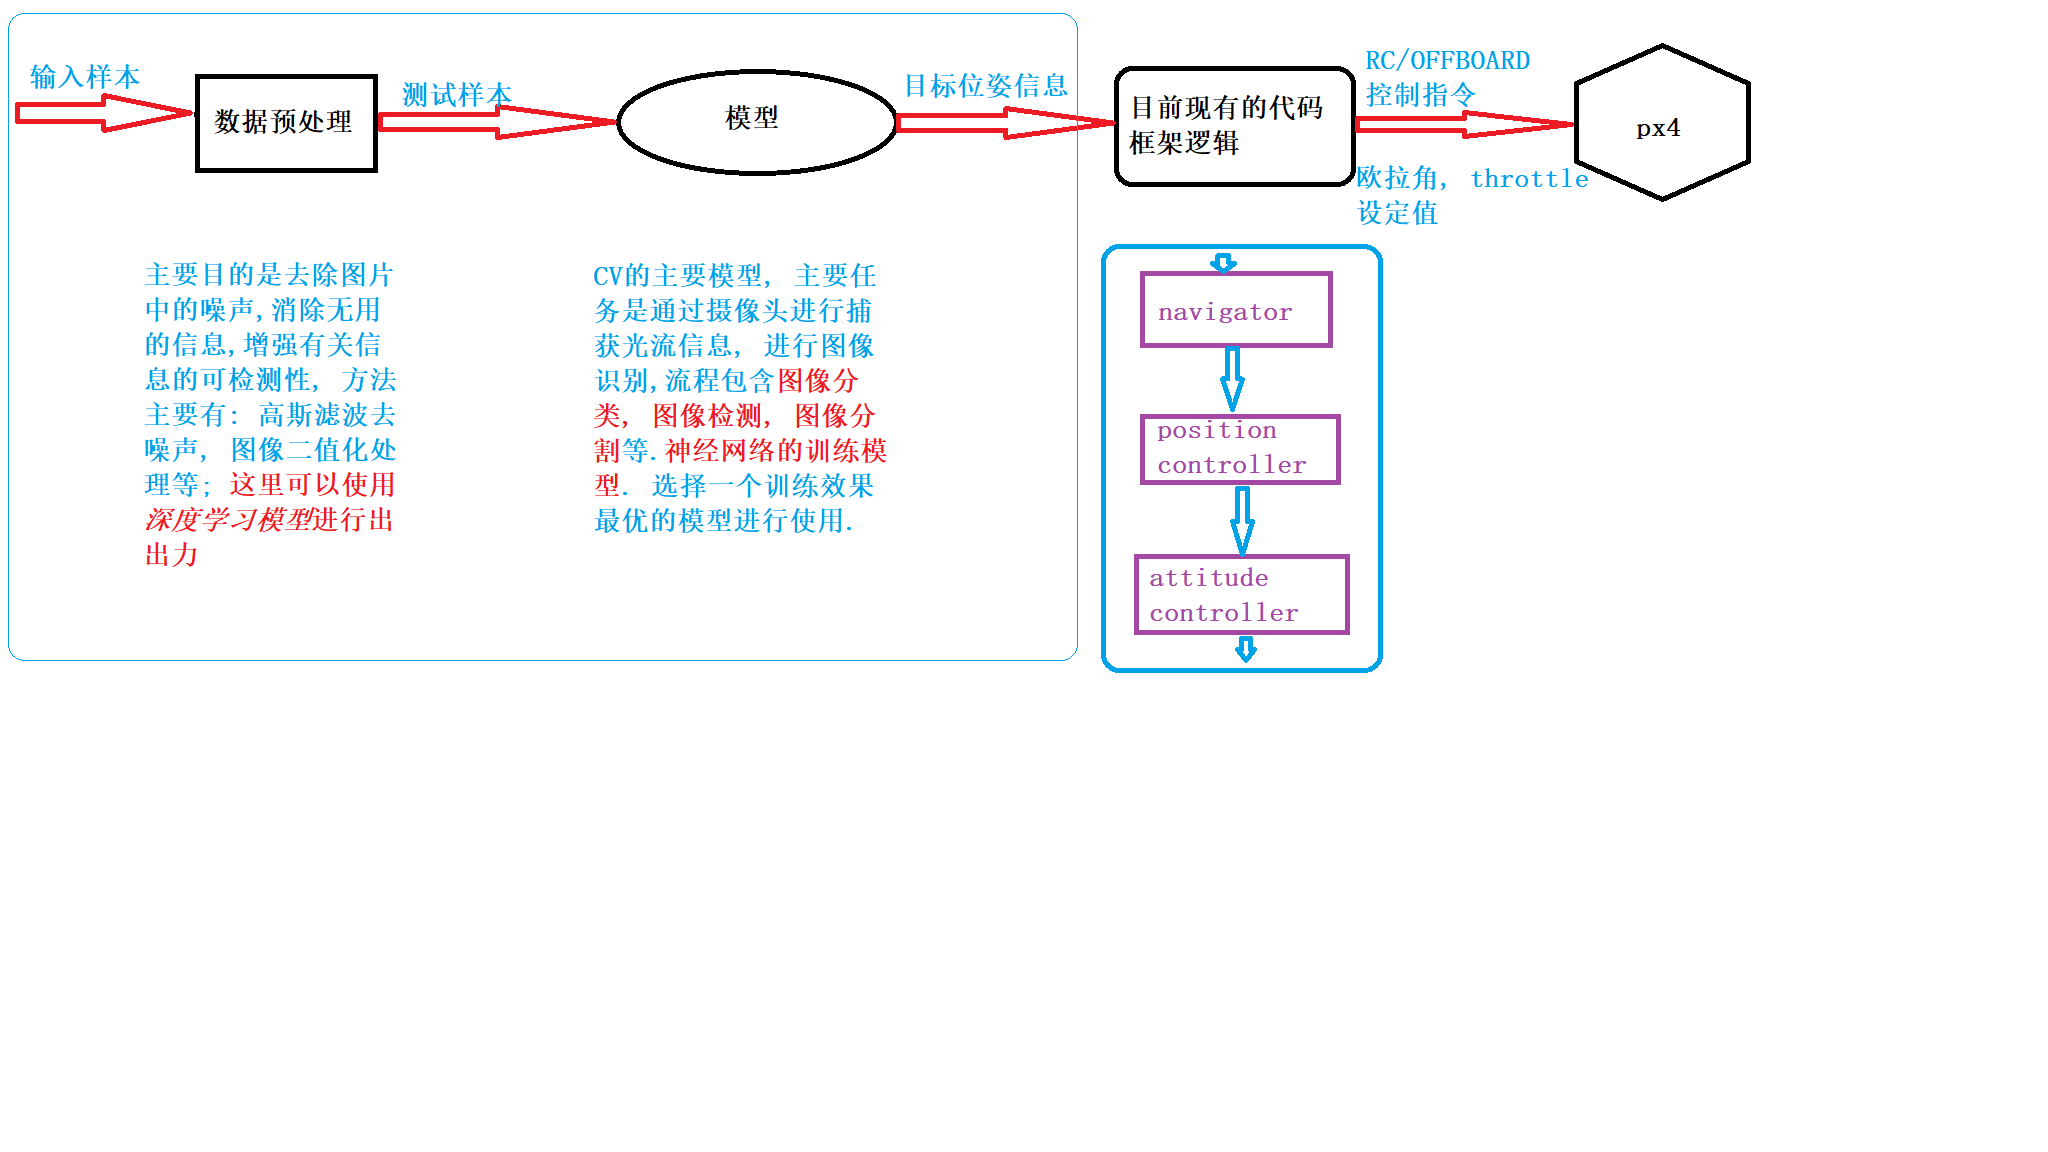 输入样本
数据预处理
测试样本
模型
目标位姿信息
目前现有的代码
框架逻辑
RC/OFFBOARD
控制指令
欧拉角, throttle
设定值
px4
主要目的是去除图片
中的噪声,消除无用
的信息,增强有关信
息的可检测性, 方法
主要有: 高斯滤波去
噪声, 图像二值化处
理等; 这里可以使用
深度学习模型进行出
出力
CV的主要模型, 主要任
务是通过摄像头进行捕
获光流信息, 进行图像
识别,流程包含图像分
类, 图像检测, 图像分
割等.神经网络的训练模
型. 选择一个训练效果
最优的模型进行使用.
navigator
position
controller
attitude
controller